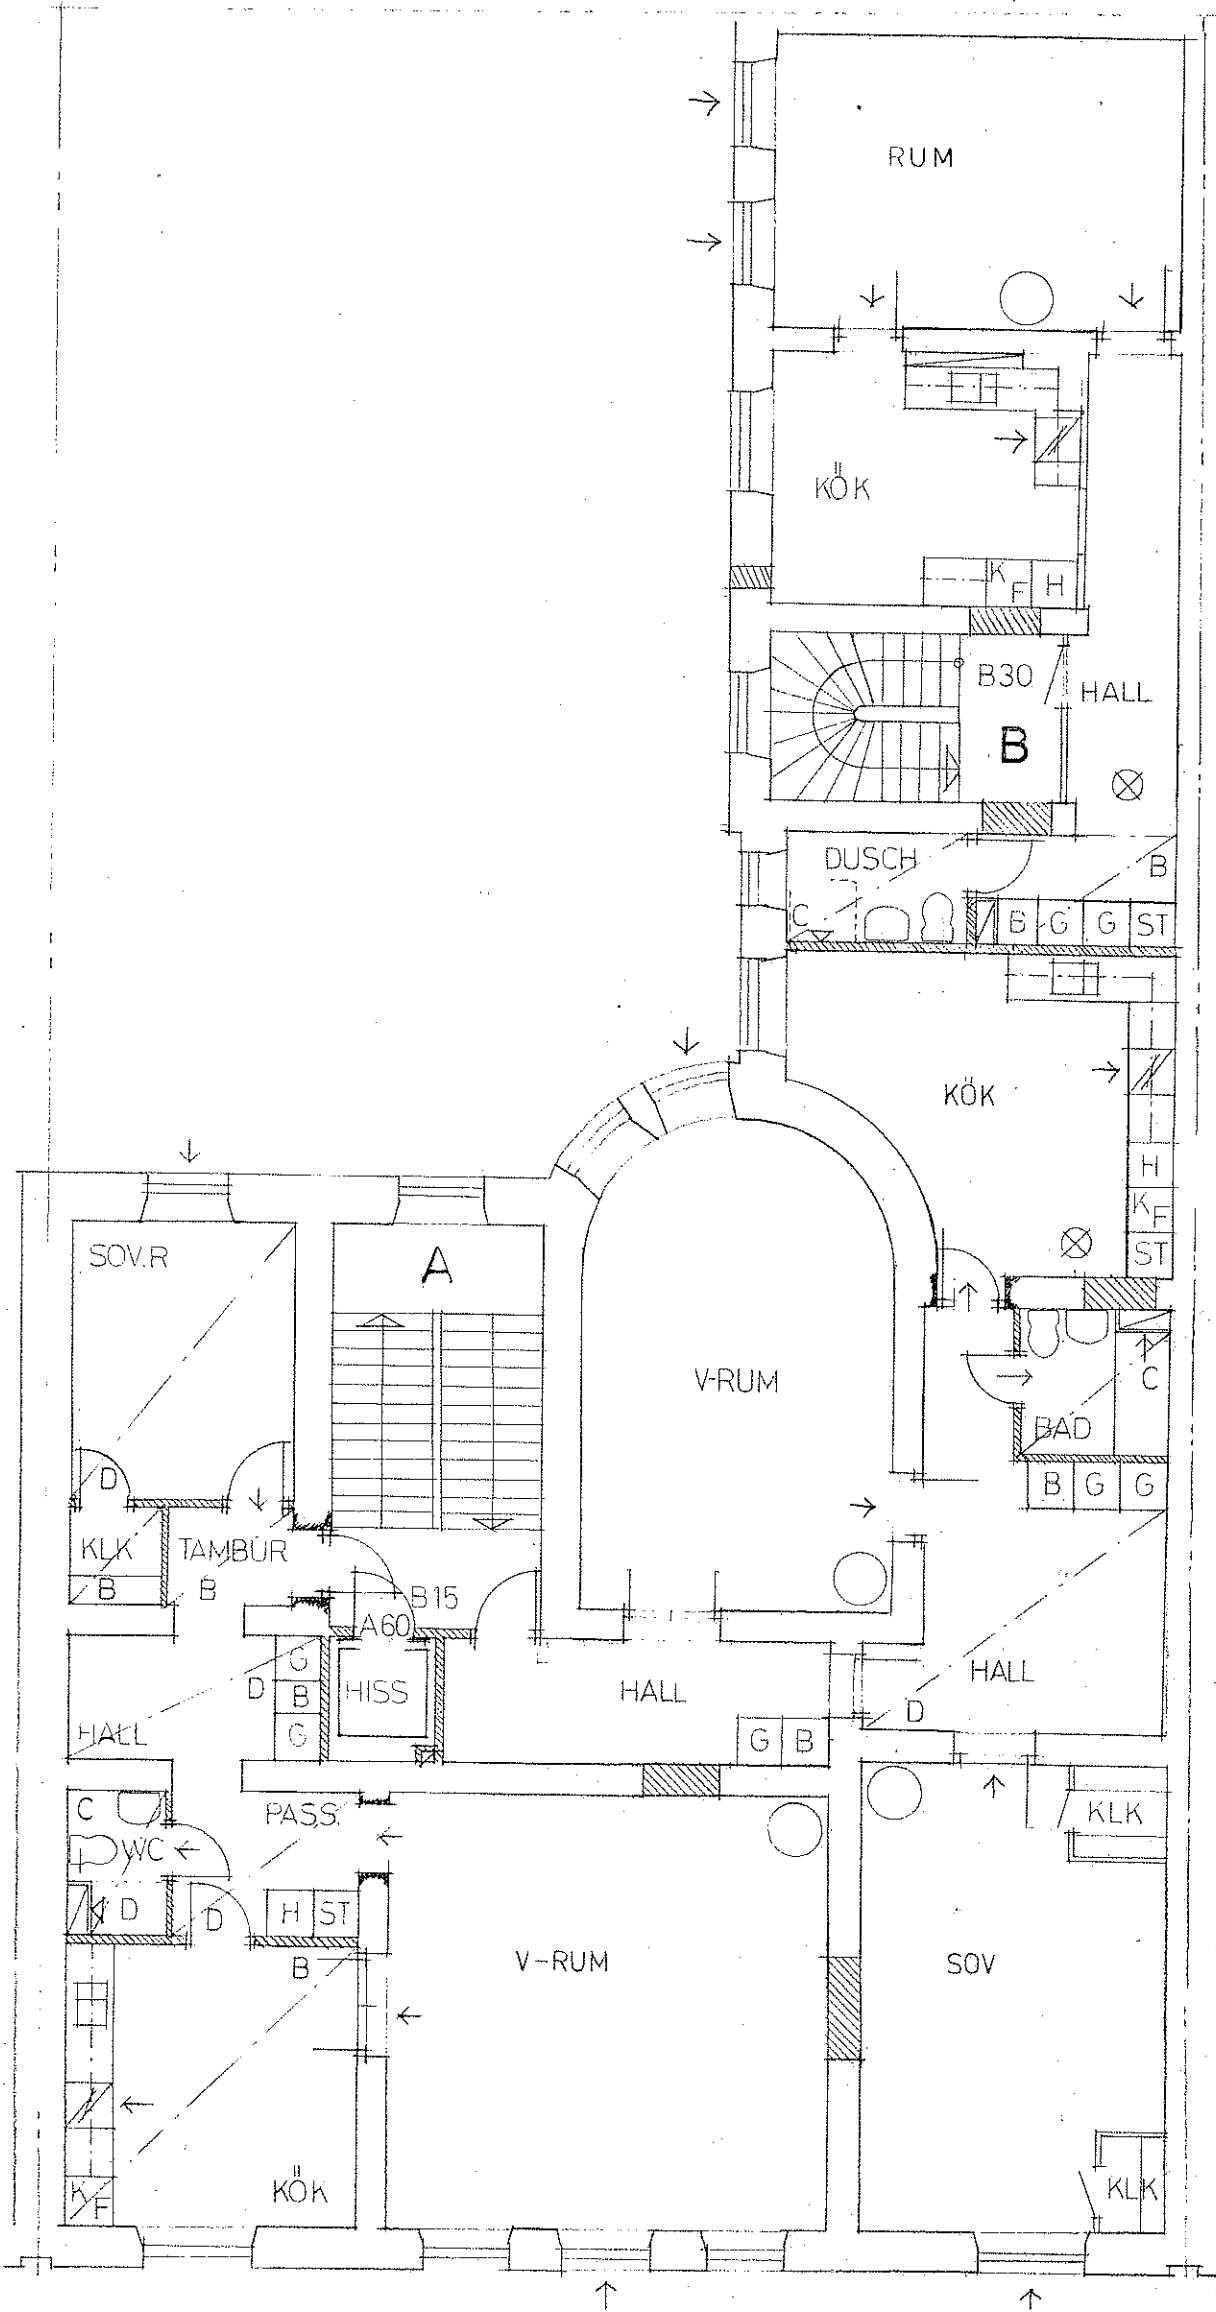 RUM
KÖK
K F H
B30
HALL
B
DUSCH
B
C
B G G ST
KÖK
H
K F
ST
SOV.R
A
V-RUM
C
BAD
D
B G G
KLK
TAMBUR
B
B
B15
A60
G
D
B
HISS
HALL
HALL
D
HALL
G
G B
C
PASS.
KLK
WC
D
D
H ST
B
V-RUM
SOV
K F
KÖK
KLK